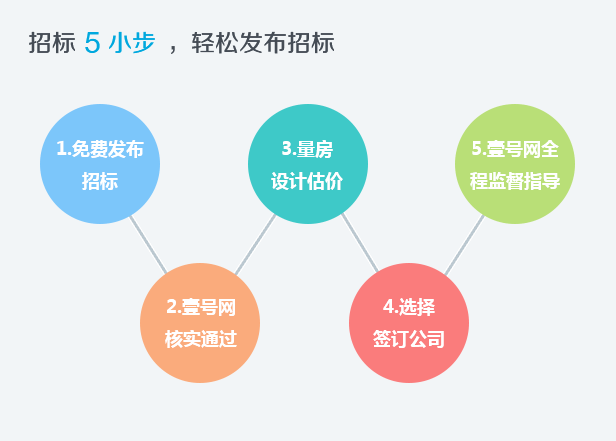 招标 5 小步 ，轻松发布招标
1.免费发布
招标
2.壹号网
核实通过
3.量房
设计估价
4.选择
签订公司
5.壹号网全
程监督指导